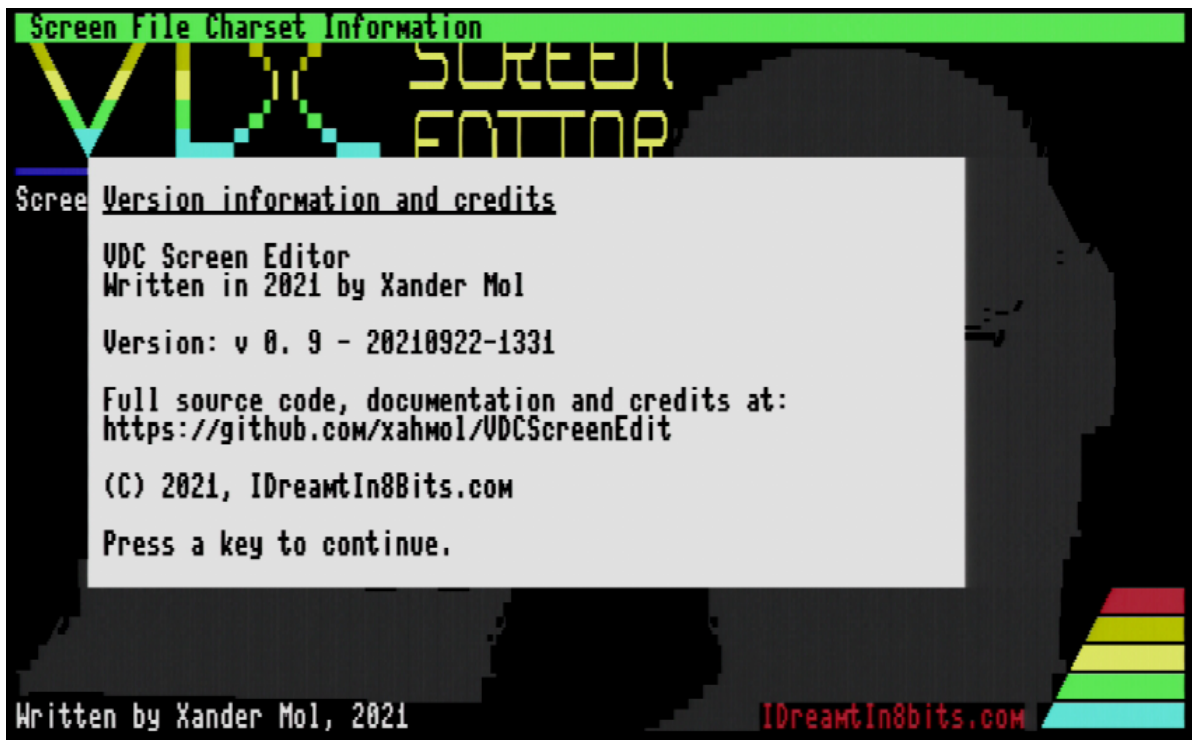 Screen File Charset Information
SCREEN
EDITOR
Scree
Version information and credits
VDC Screen Editor
Written in 2021 by Xander Mol
Version: v 0. 9 - 20210922-1331
Full source code, documentation and credits at:
https://github.com/xahmol/VDCScreenEdit
(C) 2021, IDreamtIn8Bits.com
Press a key to continue.
Written by Xander Mol, 2021
IDreamtIn8bits.com